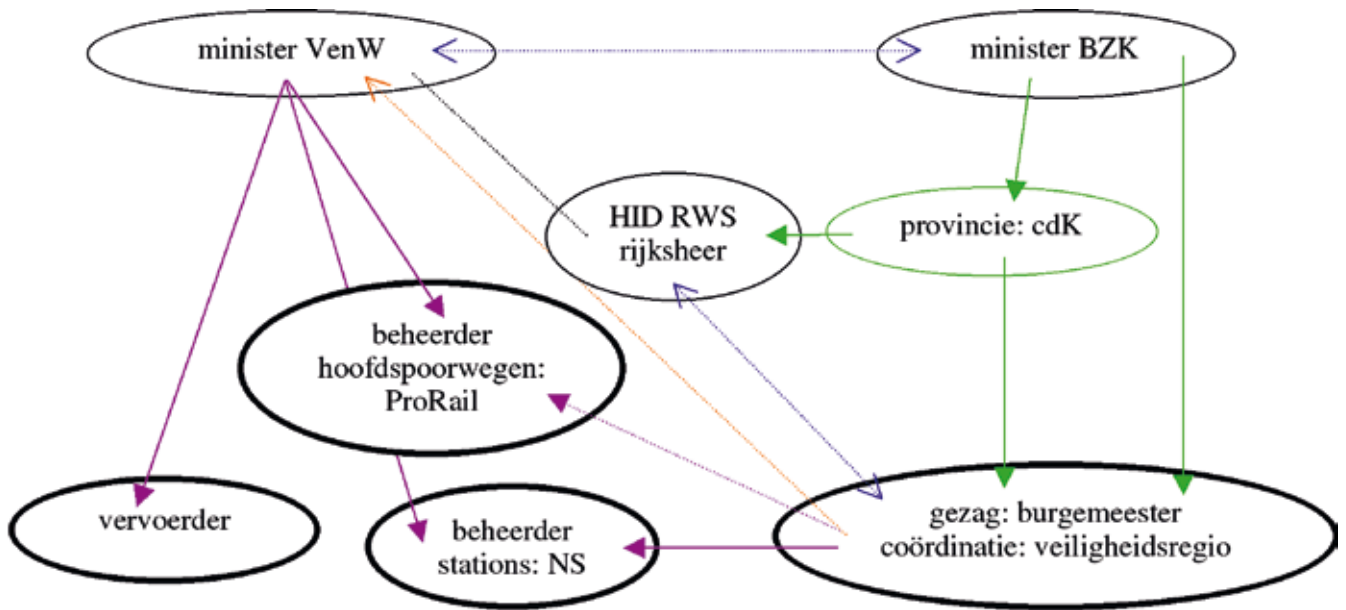 minister VenW
minister BZK
HID RWS
rijksheer
provincie: cdK
beheerder
hoofdspoorwegen:
ProRail
vervoerder
beheerder
stations: NS
gezag: burgemeester
coördinatie: veiligheidsregio